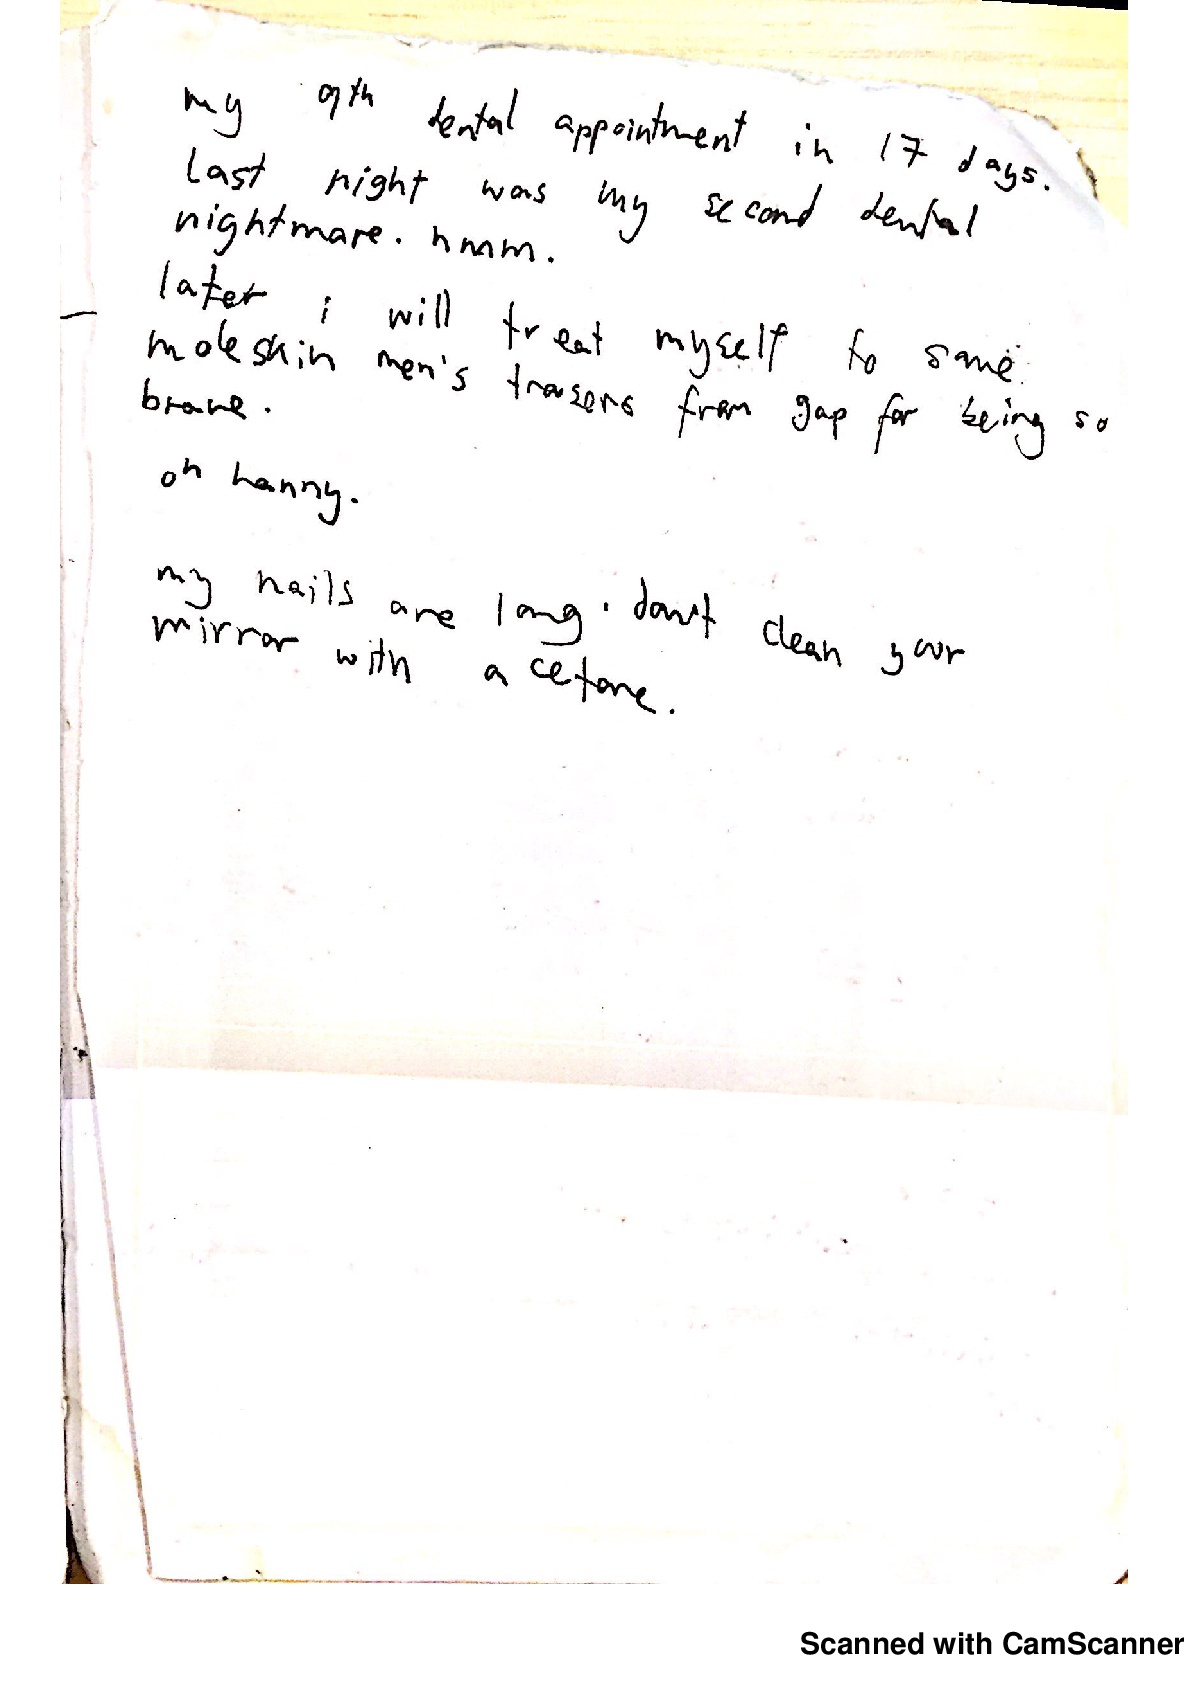 my 9th dental appointment in 17 days.
last night was my second dental
nightmare. hmm.
later i will treat myself to some
moleskin men's trousers from gap for being so
brave.
oh hanny.
my nails are long. don't clean your
mirror with acetone.
Scanned with CamScanner